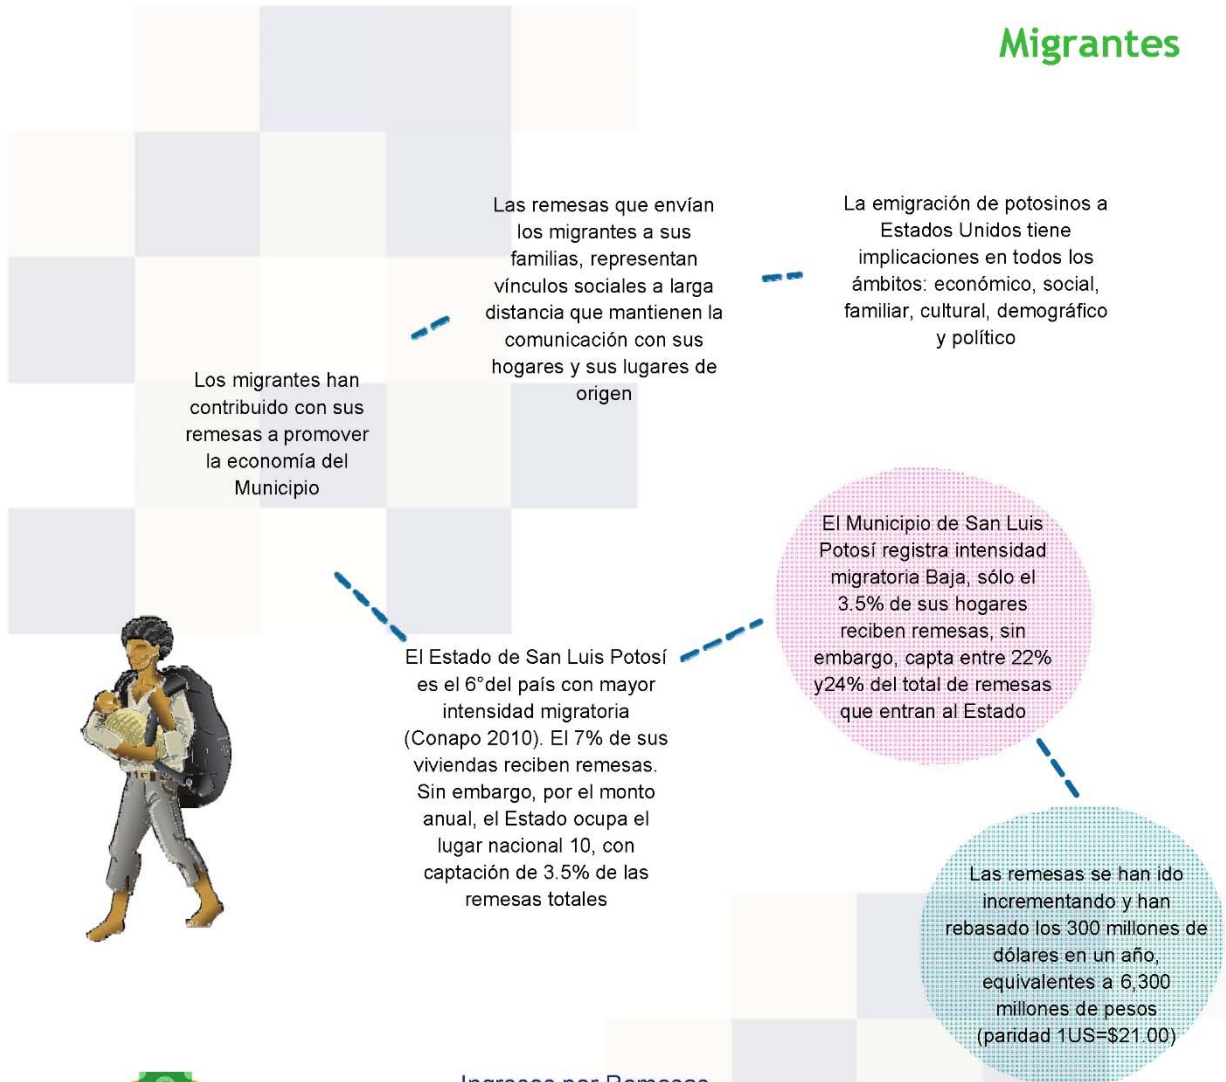 Migrantes
Las remesas que envían
los migrantes a sus
familias, representan
vínculos sociales a larga
distancia que mantienen la
comunicación con sus
hogares y sus lugares de
origen
La emigración de potosinos a
Estados Unidos tiene
implicaciones en todos los
ámbitos: económico, social,
familiar, cultural, demográfico
y político
Los migrantes han
contribuido con sus
remesas a promover
la economía del
Municipio
El Municipio de San Luis
Potosí registra intensidad
migratoria Baja, sólo el
3.5% de sus hogares
reciben remesas, sin
embargo, capta entre 22%
y24% del total de remesas
que entran al Estado
El Estado de San Luis Potosí
es el 6°del país con mayor
intensidad migratoria
(Conapo 2010). El 7% de sus
viviendas reciben remesas.
Sin embargo, por el monto
anual, el Estado ocupa el
lugar nacional 10, con
captación de 3.5% de las
remesas totales
Las remesas se han ido
incrementando y han
rebasado los 300 millones de
dólares en un año,
equivalentes a 6,300
millones de pesos
(paridad 1US=$21.00)
Ingresos por Remesas